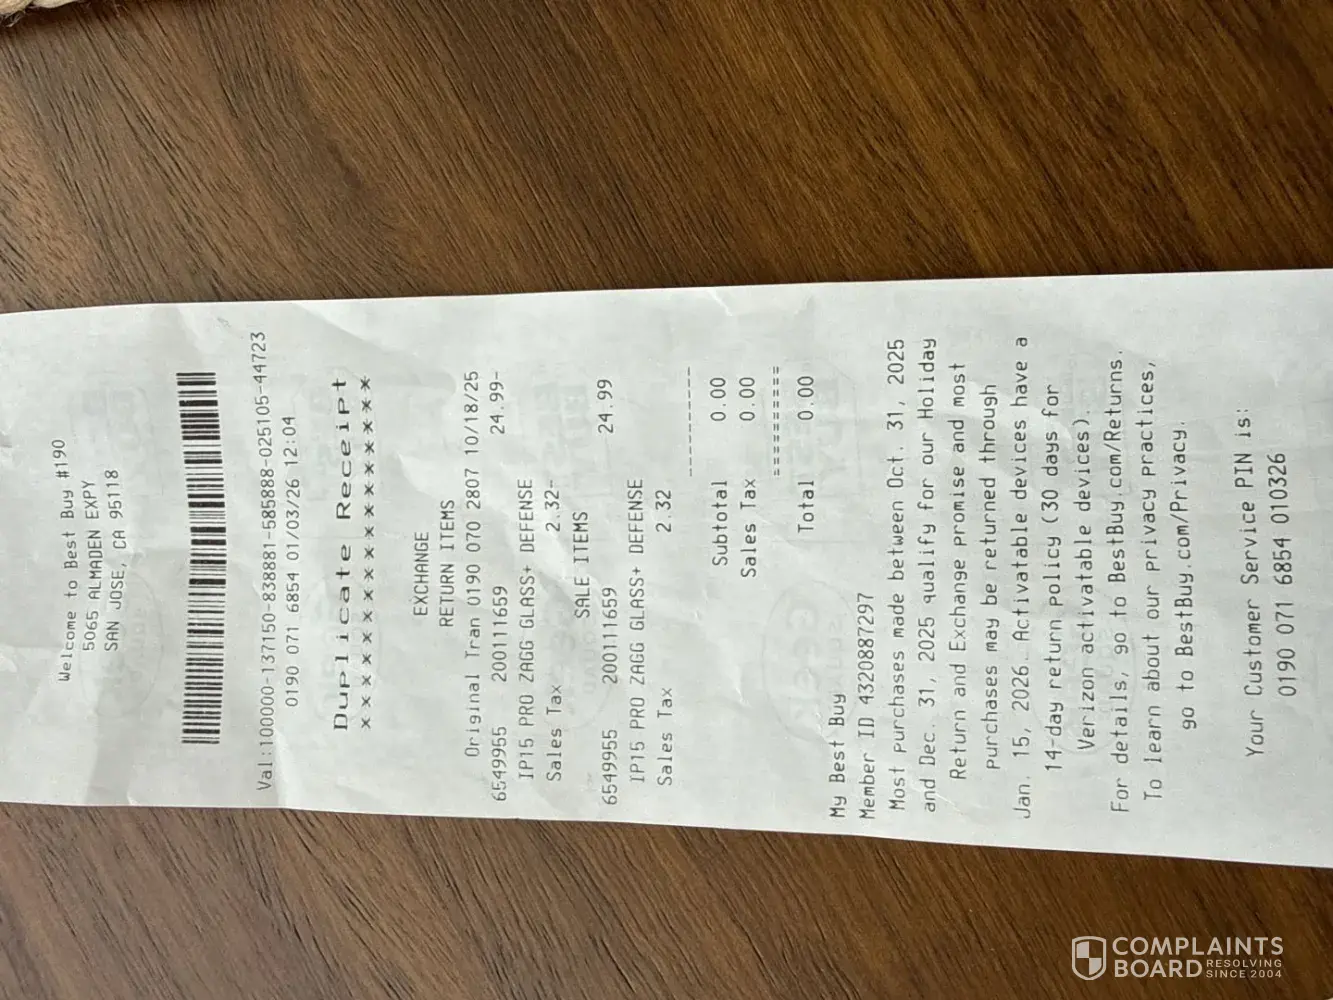 Welcome to Best Buy #190
5065 ALMADEN EXPY
SAN JOSE, CA 95118
Val:100000-137150-838881-585888-025105-44723
0190 071 6854 01/03/26 12:04
Duplicate Receipt
xxxxxxxxxxxxxxxxxxxxxx
EXCHANGE
RETURN ITEMS
Original Tran 0190 070 2807 10/18/25
6549955 200111659 24.99-
IP15 PRO ZAGG GLASS+ DEFENSE
Sales Tax 2.32-
SALE ITEMS
6549955 200111659 24.99
IP15 PRO ZAGG GLASS+ DEFENSE
Sales Tax 2.32
----------
Subtotal 0.00
Sales Tax 0.00
==========
Total 0.00
My Best Buy
Member ID 4320887297
Most purchases made between Oct. 31, 2025
and Dec. 31, 2025 qualify for our Holiday
Return and Exchange promise and most
purchases may be returned through
Jan. 15, 2026. Activatable devices have a
14-day return policy (30 days for
Verizon activatable devices).
For details, go to BestBuy.com/Returns.
To learn about our privacy practices,
go to BestBuy.com/Privacy.
Your Customer Service PIN is:
0190 071 6854 010326
COMPLAINTS
BOARD RESOLVING
SINCE 2004